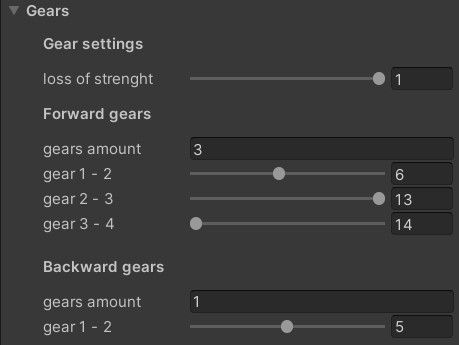 Gears
Gear settings
loss of strenght 1
Forward gears
gears amount 3
gear 1 - 2 6
gear 2 - 3 13
gear 3 - 4 14
Backward gears
gears amount 1
gear 1 - 2 5